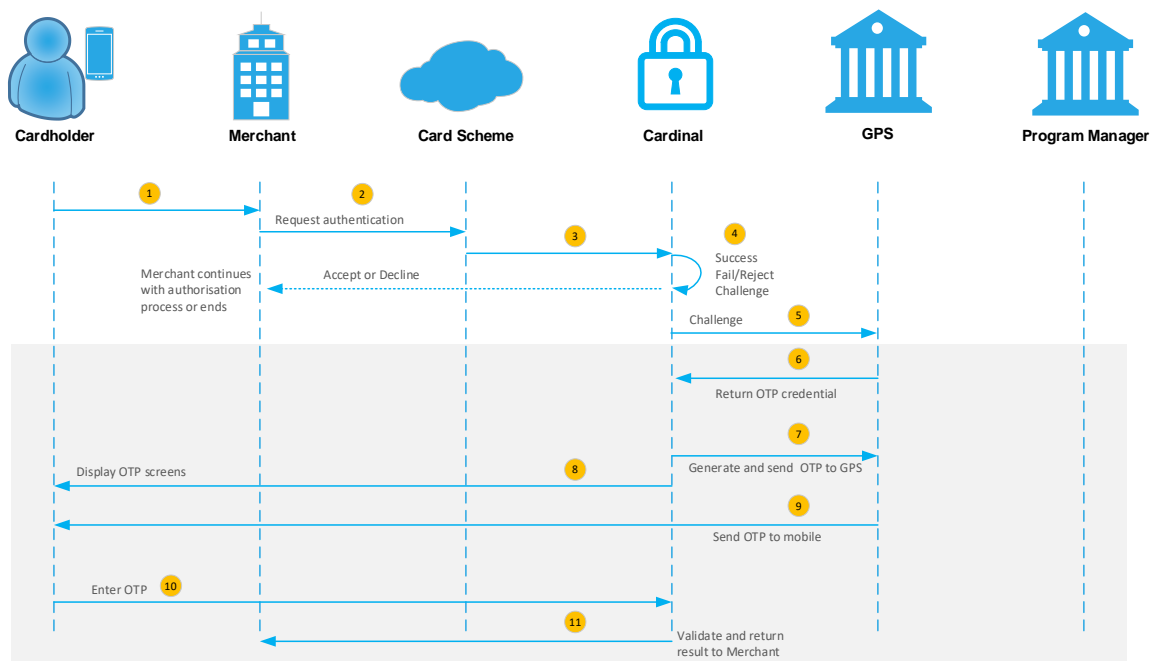 Cardholder
Merchant
Card Scheme
Cardinal
GPS
Program Manager
1
2
Request authentication
3
4
Success
Fail/Reject
Challenge
Merchant continues
with authorisation
process or ends
Accept or Decline
Challenge
5
6
Return OTP credential
7
Generate and send OTP to GPS
Display OTP screens
8
9
Send OTP to mobile
Enter OTP
10
11
Validate and return
result to Merchant